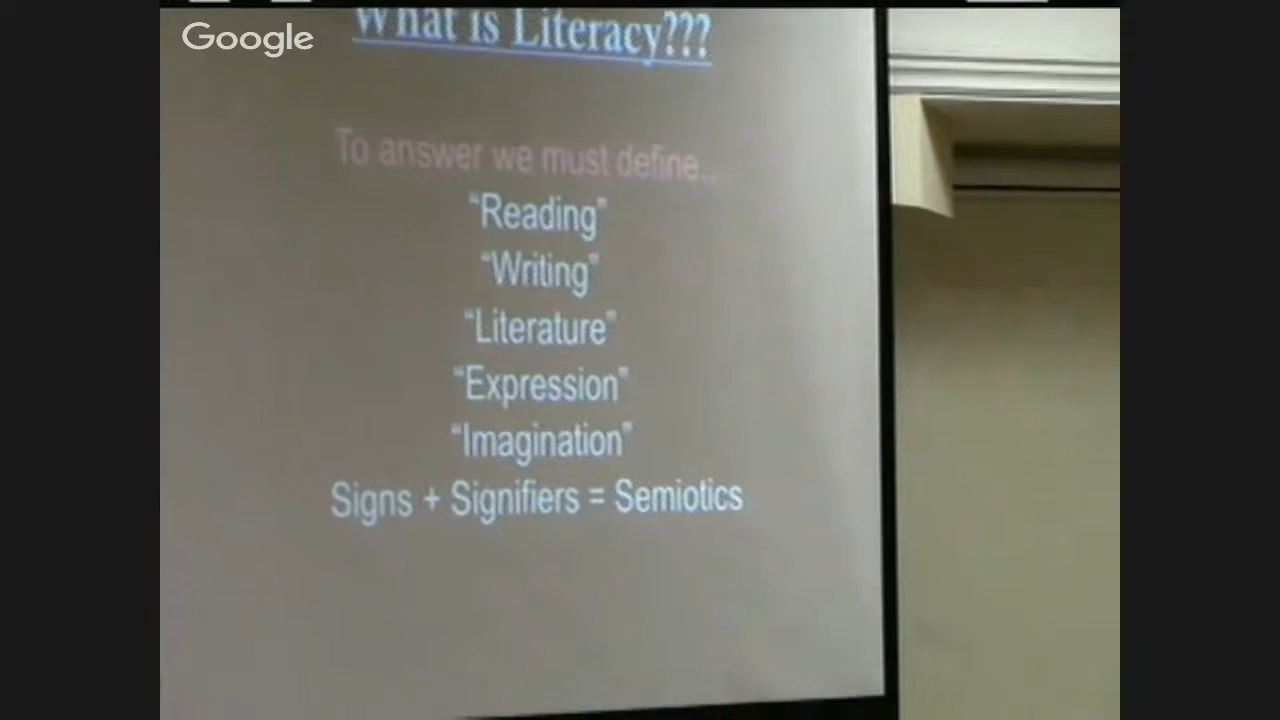 Google
What is Literacy???
To answer we must define...
“Reading”
“Writing”
“Literature”
“Expression”
“Imagination”
Signs + Signifiers = Semiotics